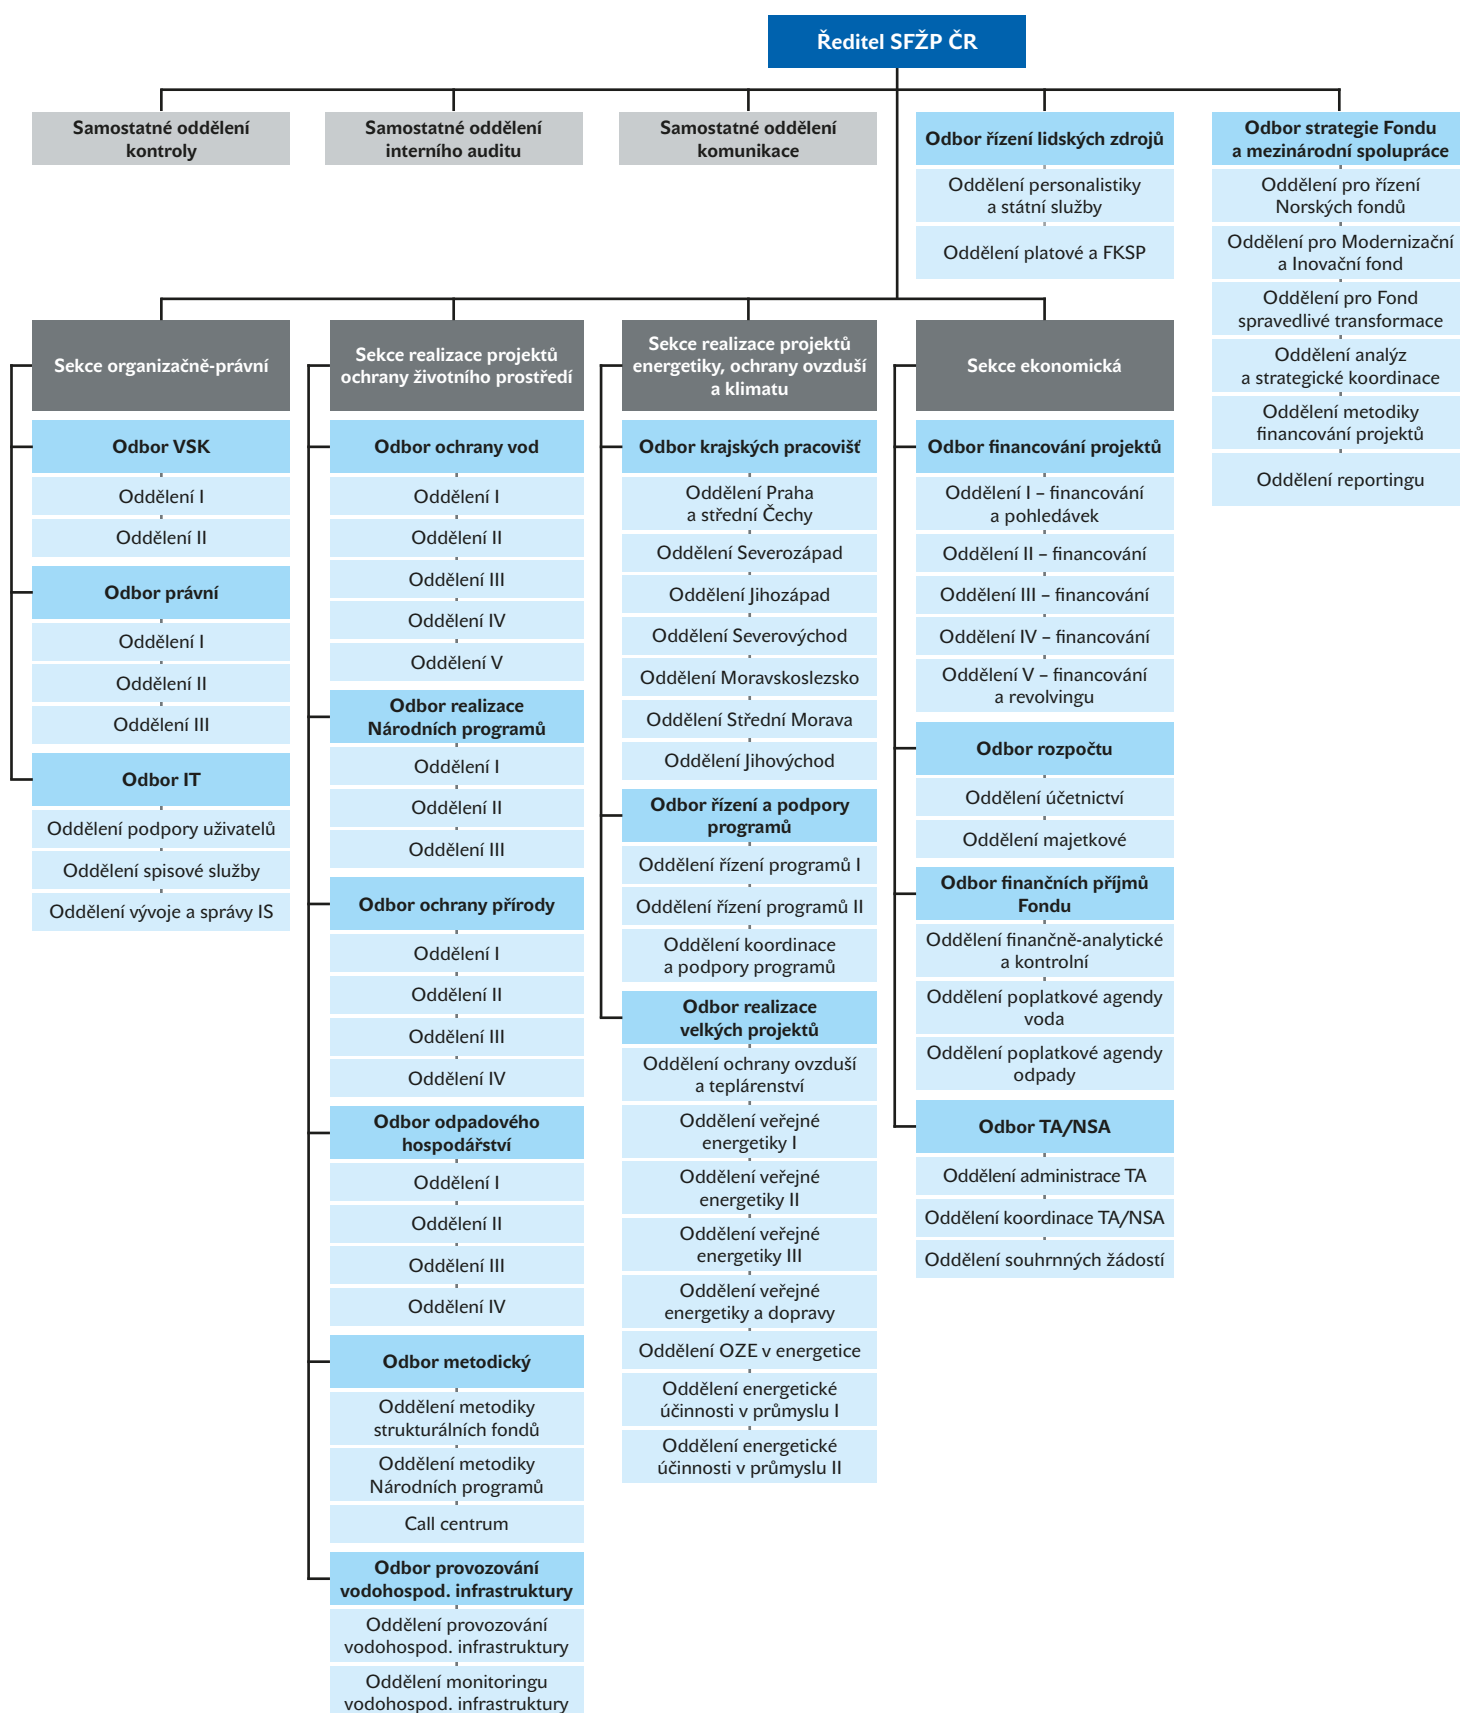 Ředitel SFŽP ČR
Samostatné oddělení
kontroly
Samostatné oddělení
interního auditu
Samostatné oddělení
komunikace
Odbor řízení lidských zdrojů
Oddělení personalistiky
a státní služby
Oddělení platové a FKSP
Odbor strategie Fondu
a mezinárodní spolupráce
Oddělení pro řízení
Norských fondů
Oddělení pro Modernizační
a Inovační fond
Oddělení pro Fond
spravedlivé transformace
Oddělení analýz
a strategické koordinace
Oddělení metodiky
financování projektů
Oddělení reportingu
Sekce organizačně-právní
Odbor VSK
Oddělení I
Oddělení II
Odbor právní
Oddělení I
Oddělení II
Oddělení III
Odbor IT
Oddělení podpory uživatelů
Oddělení spisové služby
Oddělení vývoje a správy IS
Sekce realizace projektů
ochrany životního prostředí
Odbor ochrany vod
Oddělení I
Oddělení II
Oddělení III
Oddělení IV
Oddělení V
Odbor realizace
Národních programů
Oddělení I
Oddělení II
Oddělení III
Odbor ochrany přírody
Oddělení I
Oddělení II
Oddělení III
Oddělení IV
Odbor odpadového
hospodářství
Oddělení I
Oddělení II
Oddělení III
Oddělení IV
Odbor metodický
Oddělení metodiky
strukturálních fondů
Oddělení metodiky
Národních programů
Call centrum
Odbor provozování
vodohospod. infrastruktury
Oddělení provozování
vodohospod. infrastruktury
Oddělení monitoringu
vodohospod. infrastruktury
Sekce realizace projektů
energetiky, ochrany ovzduší
a klimatu
Odbor krajských pracovišť
Oddělení Praha
a střední Čechy
Oddělení Severozápad
Oddělení Jihozápad
Oddělení Severovýchod
Oddělení Moravskoslezsko
Oddělení Střední Morava
Oddělení Jihovýchod
Odbor řízení a podpory
programů
Oddělení řízení programů I
Oddělení řízení programů II
Oddělení koordinace
a podpory programů
Odbor realizace
velkých projektů
Oddělení ochrany ovzduší
a teplárenství
Oddělení veřejné
energetiky I
Oddělení veřejné
energetiky II
Oddělení veřejné
energetiky III
Oddělení veřejné
energetiky a dopravy
Oddělení OZE v energetice
Oddělení energetické
účinnosti v průmyslu I
Oddělení energetické
účinnosti v průmyslu II
Sekce ekonomická
Odbor financování projektů
Oddělení I – financování
a pohledávek
Oddělení II – financování
Oddělení III – financování
Oddělení IV – financování
Oddělení V – financování
a revolvingu
Odbor rozpočtu
Oddělení účetnictví
Oddělení majetkové
Odbor finančních příjmů
Fondu
Oddělení finančně-analytické
a kontrolní
Oddělení poplatkové agendy
voda
Oddělení poplatkové agendy
odpady
Odbor TA/NSA
Oddělení administrace TA
Oddělení koordinace TA/NSA
Oddělení souhrnných žádostí